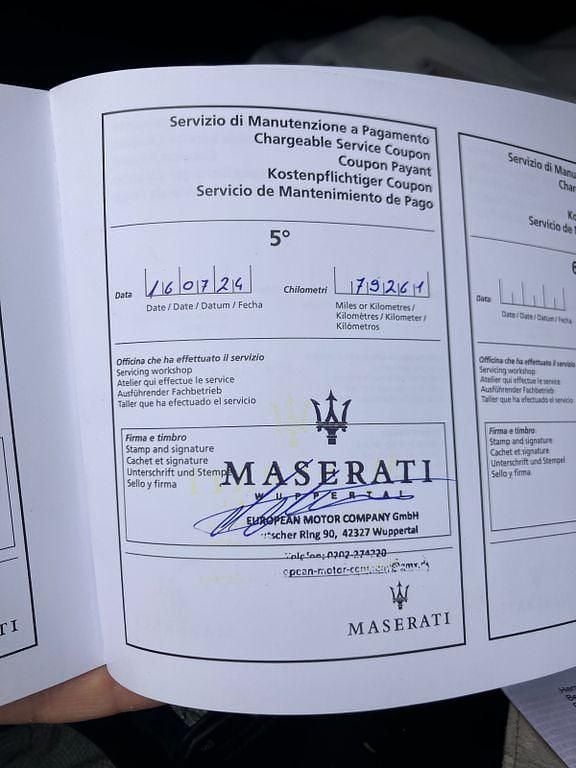 Servizio di Manutenzione a Pagamento
Chargeable Service Coupon
Coupon Payant
Kostenpflichtiger Coupon
Servicio de Mantenimiento de Pago
5°
Data 160724
Date / Date / Datum / Fecha
Chilometri 79261
Miles or Kilometres /
Kilomètres / Kilometer /
Kilómetros
Officina che ha effettuato il servizio
Servicing workshop
Atelier qui effectue le service
Ausführender Fachbetrieb
Taller que ha efectuado el servicio
Firma e timbro
Stamp and signature
Cachet et signature
Unterschrift und Stempel
Sello y firma
MASERATI
WUPPERTAL
EUROPEAN MOTOR COMPANY GmbH
Ring 90, 42327 Wuppertal
MASERATI
Servizio di
Servicio de
Data
Date / Date / Datum / Fecha
Officina che ha effettuato il servizio
Servicing workshop
Atelier qui effectue le service
Ausführender Fachbetrieb
Taller que ha efectuado el servicio
Firma e timbro
Stamp and signature
Cachet et signature
Unterschrift und Stempel
Sello y firma